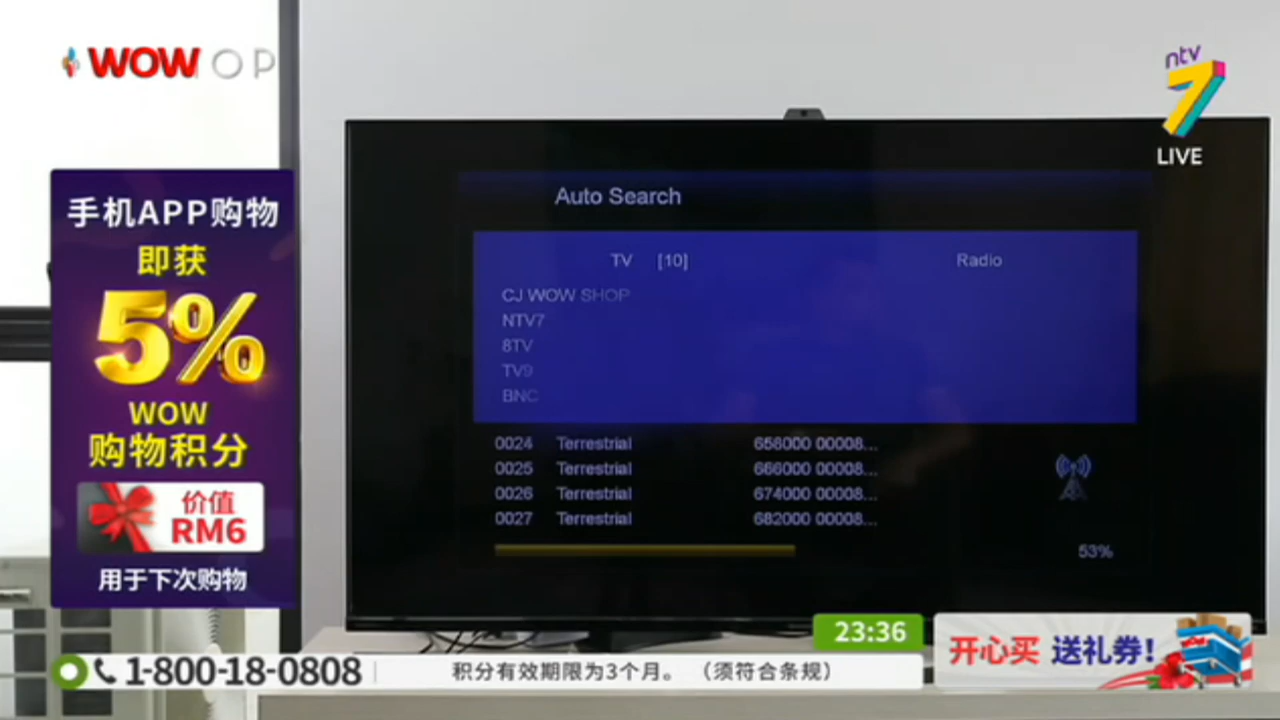 WOW OP
ntv
7
LIVE
手机APP购物
即获
5%
WOW
购物积分
价值
RM6
用于下次购物
Auto Search
TV [10] Radio
CJ WOW SHOP
NTV7
8TV
TV9
BNC
0024 Terrestrial 658000 00008...
0025 Terrestrial 666000 00008...
0026 Terrestrial 674000 00008...
0027 Terrestrial 682000 00008...
53%
23:36
开心买 送礼券!
1-800-18-0808
积分有效期限为3个月。（须符合条规）